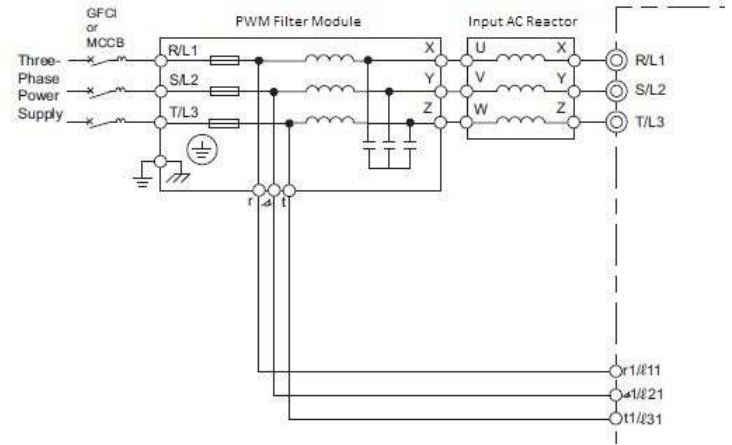 GFCI
or
MCCB
PWM Filter Module
Input AC Reactor
Three-
Phase
Power
Supply
R/L1
X
U
X
R/L1
S/L2
Y
V
Y
S/L2
T/L3
Z
W
Z
T/L3
r
s
t
r1/ℓ11
s1/ℓ21
t1/ℓ31